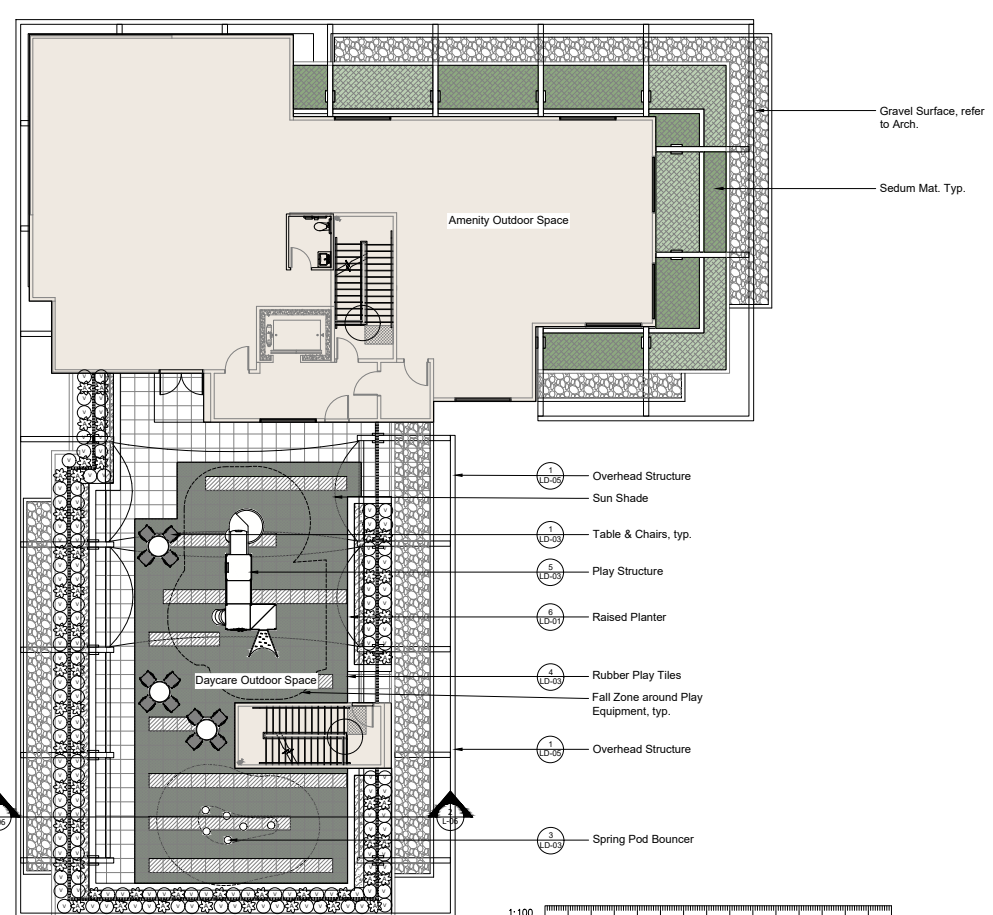 Gravel Surface, refer
to Arch.
Sedum Mat. Typ.
Amenity Outdoor Space
1
LD-05
Overhead Structure
Sun Shade
1
LD-03
Table & Chairs, typ.
5
LD-03
Play Structure
6
LD-01
Raised Planter
4
LD-03
Rubber Play Tiles
Daycare Outdoor Space
Fall Zone around Play
Equipment, typ.
1
LD-05
Overhead Structure
2
L-06
3
LD-03
Spring Pod Bouncer
1:100